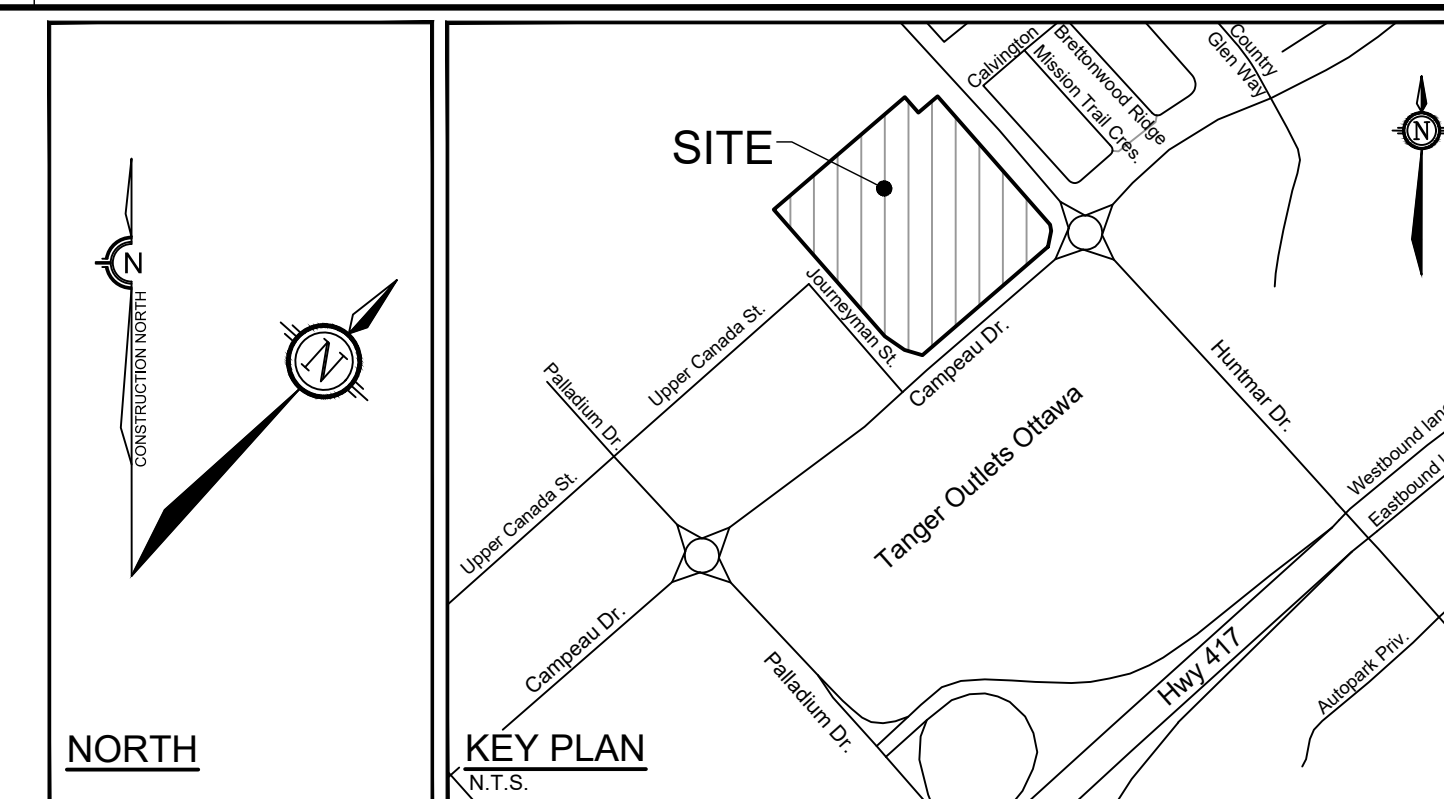 N
CONSTRUCTION NORTH
N
NORTH
SITE
Calvington
Brettonwood Ridge
Mission Trail Cres.
Country
Glen Way
N
Journeyman St.
Upper Canada St.
Campeau Dr.
Palladium Dr.
Huntmar Dr.
Tanger Outlets Ottawa
Westbound
Eastbound
Upper Canada St.
Campeau Dr.
Palladium Dr.
Hwy 417
Autopark Priv.
KEY PLAN
N.T.S.